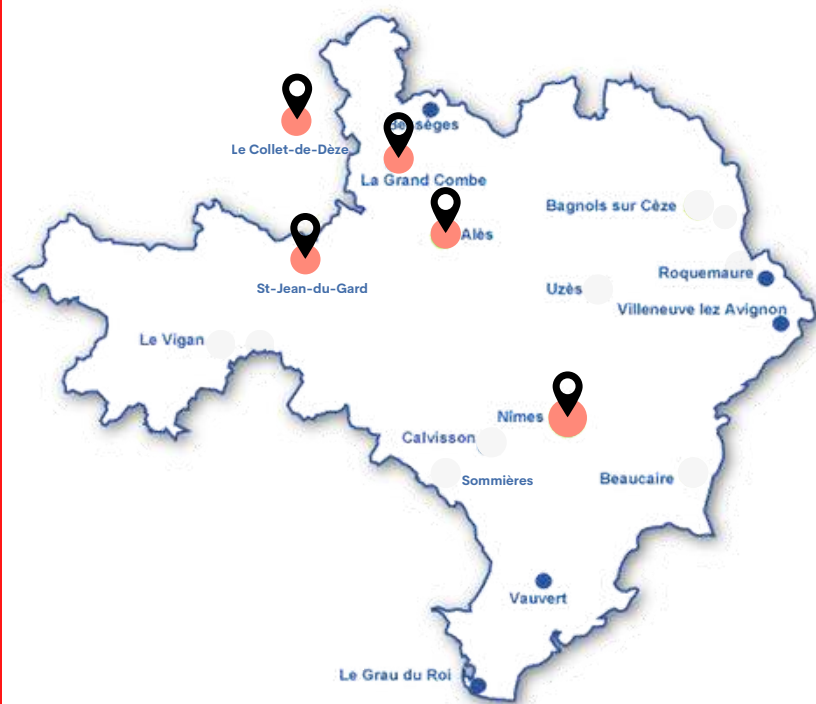 Bességes
Le Collet-de-Dèze
La Grand Combe
Bagnols sur Cèze
Alès
Roquemaure
St-Jean-du-Gard
Uzès
Villeneuve lez Avignon
Le Vigan
Nîmes
Calvisson
Sommières
Beaucaire
Vauvert
Le Grau du Roi